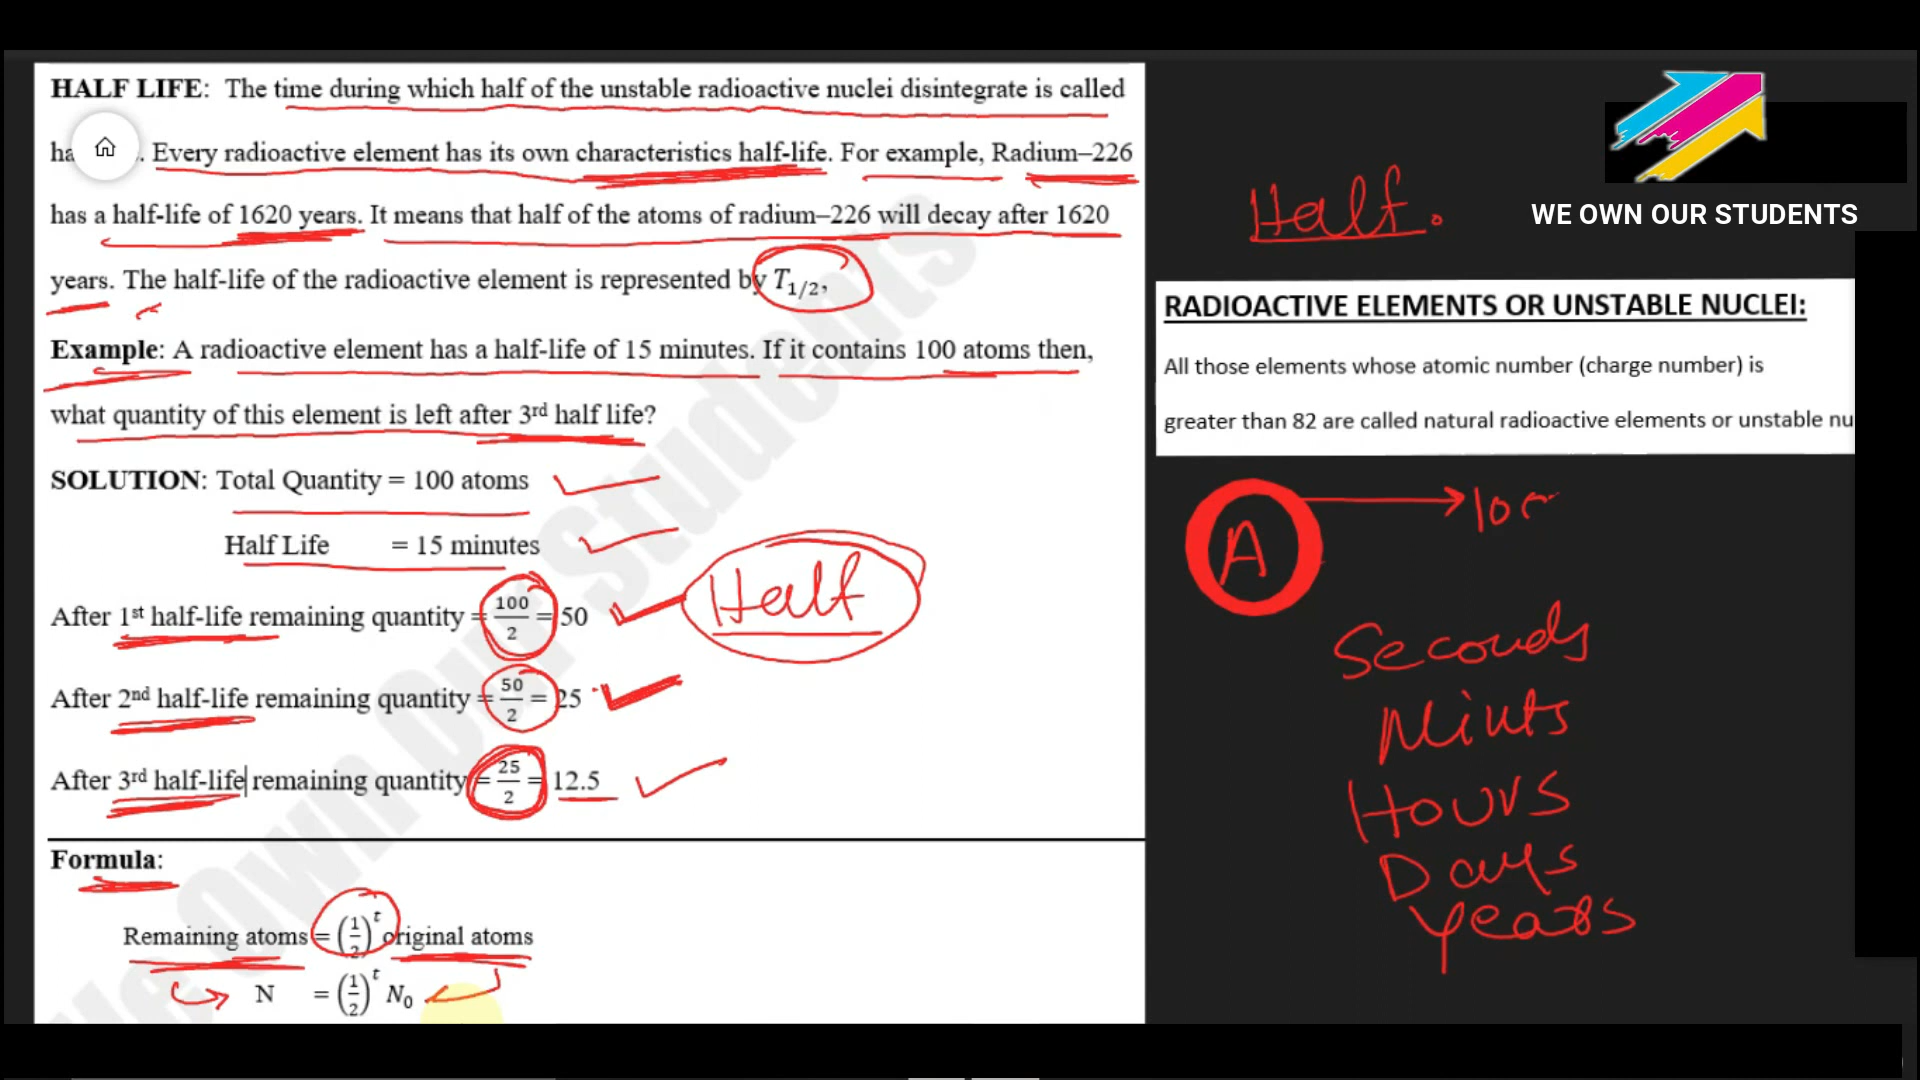 HALF LIFE: The time during which half of the unstable radioactive nuclei disintegrate is called
. Every radioactive element has its own characteristics half-life. For example, Radium–226
has a half-life of 1620 years. It means that half of the atoms of radium–226 will decay after 1620
years. The half-life of the radioactive element is represented by T1/2,
Example: A radioactive element has a half-life of 15 minutes. If it contains 100 atoms then,
what quantity of this element is left after 3rd half life?
SOLUTION: Total Quantity = 100 atoms
Half Life = 15 minutes
After 1st half-life remaining quantity = 100/2 = 50
After 2nd half-life remaining quantity = 50/2 = 25
After 3rd half-life remaining quantity = 25/2 = 12.5
Half
Formula:
Remaining atoms = (1/2)^t original atoms
N = (1/2)^t N0
We Own Our Students
Half.
WE OWN OUR STUDENTS
RADIOACTIVE ELEMENTS OR UNSTABLE NUCLEI:
All those elements whose atomic number (charge number) is
greater than 82 are called natural radioactive elements or unstable nu
A
Seconds
Mints
Hours
Days
Years